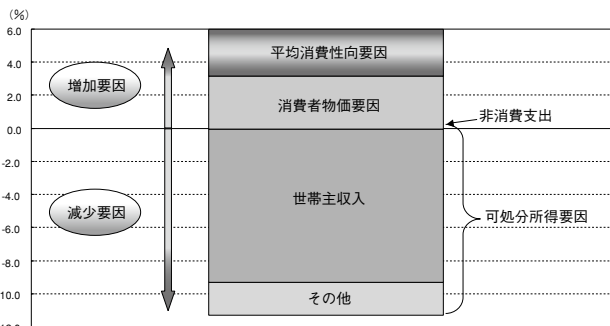 (%)
6.0
4.0
2.0
0.0
-2.0
-4.0
-6.0
-8.0
-10.0
増加要因
減少要因
平均消費性向要因
消費者物価要因
世帯主収入
その他
非消費支出
可処分所得要因